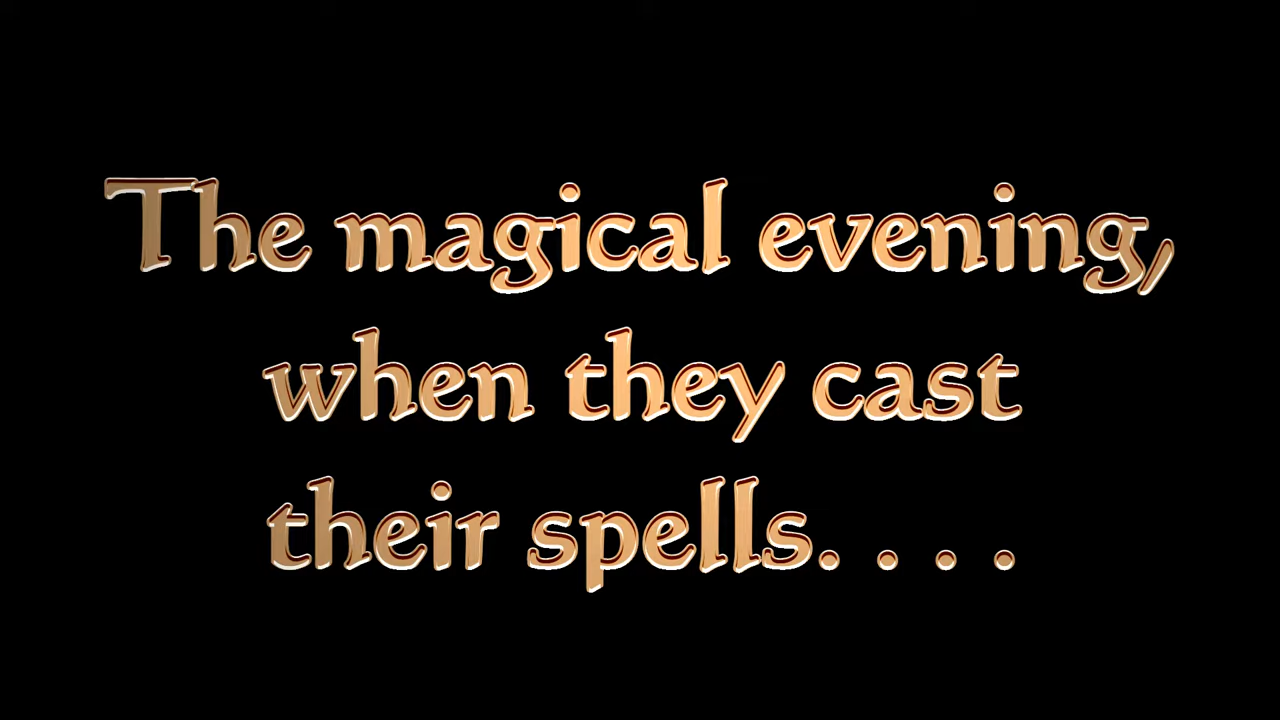 The magical evening,
when they cast
their spells. . . .